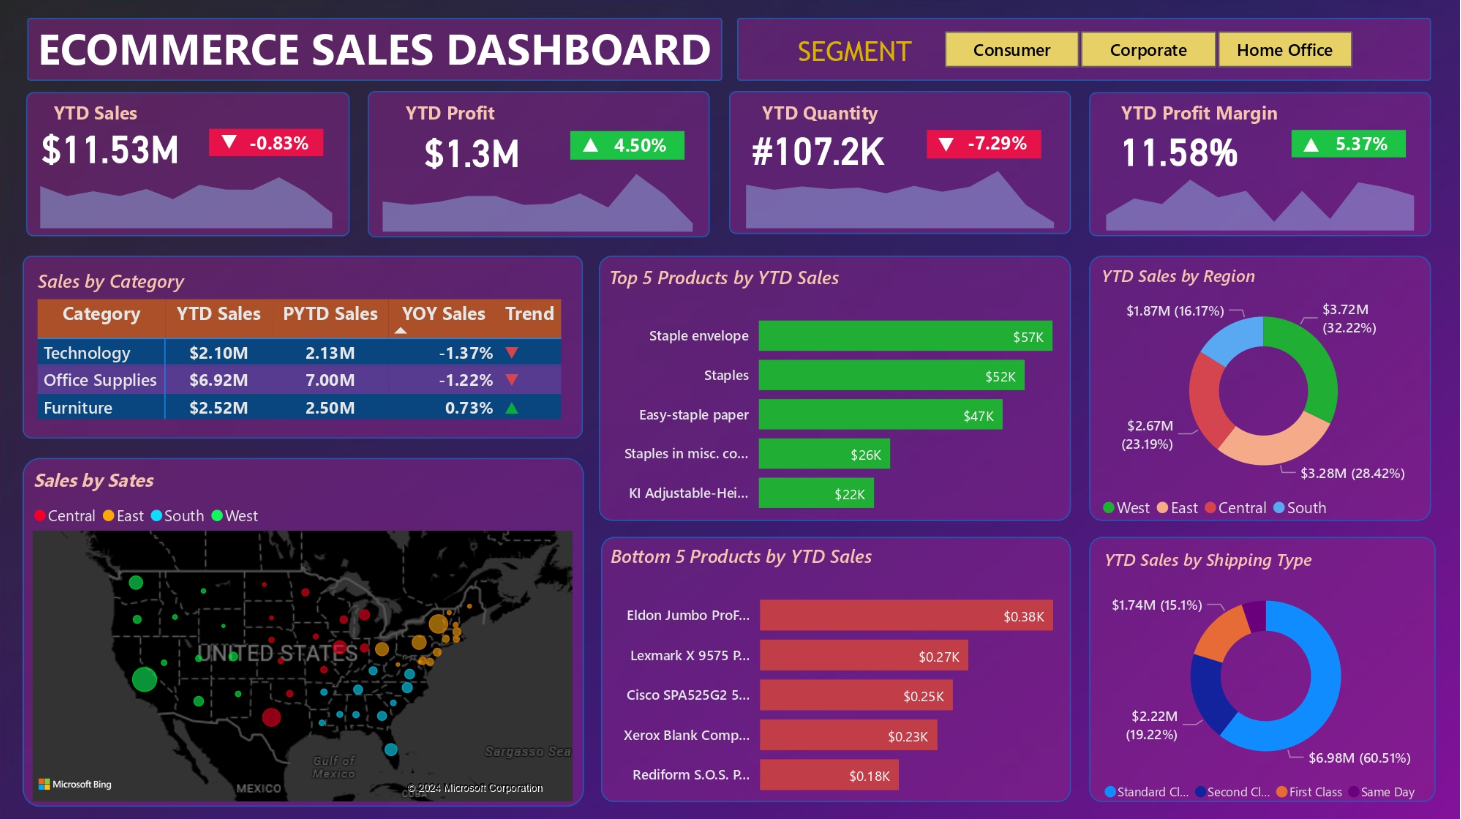 ECOMMERCE SALES DASHBOARD
SEGMENT
Consumer
Corporate
Home Office
YTD Sales
$11.53M
-0.83%
YTD Profit
$1.3M
4.50%
YTD Quantity
#107.2K
-7.29%
YTD Profit Margin
11.58%
5.37%
Sales by Category
Category YTD Sales PYTD Sales YOY Sales Trend
Technology $2.10M 2.13M -1.37%
Office Supplies $6.92M 7.00M -1.22%
Furniture $2.52M 2.50M 0.73%
Top 5 Products by YTD Sales
Staple envelope $57K
Staples $52K
Easy-staple paper $47K
Staples in misc. co... $26K
KI Adjustable-Hei... $22K
YTD Sales by Region
$1.87M (16.17%)
$3.72M
(32.22%)
$2.67M
(23.19%)
$3.28M (28.42%)
West East Central South
Sales by Sates
Central East South West
UNITED STATES
Gulf of
Mexico
Sargasso Sea
MEXICO
CUBA
Microsoft Bing
© 2024 Microsoft Corporation
Bottom 5 Products by YTD Sales
Eldon Jumbo ProF... $0.38K
Lexmark X 9575 P... $0.27K
Cisco SPA525G2 5... $0.25K
Xerox Blank Comp... $0.23K
Rediform S.O.S. P... $0.18K
YTD Sales by Shipping Type
$1.74M (15.1%)
$2.22M
(19.22%)
$6.98M (60.51%)
Standard Cl... Second Cl... First Class Same Day